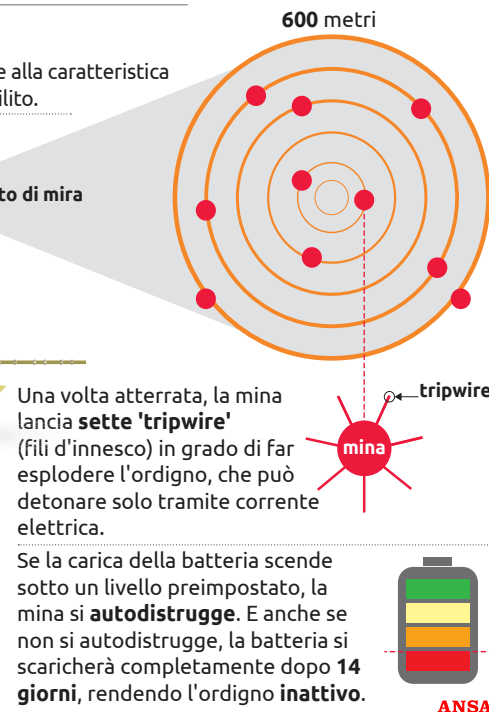 600 metri
e alla caratteristica
ilito.
to di mira
Una volta atterrata, la mina
lancia sette 'tripwire'
(fili d'innesco) in grado di far
esplodere l'ordigno, che può
detonare solo tramite corrente
elettrica.
tripwire
mina
Se la carica della batteria scende
sotto un livello preimpostato, la
mina si autodistrugge. E anche se
non si autodistrugge, la batteria si
scaricherà completamente dopo 14
giorni, rendendo l'ordigno inattivo.
ANSA